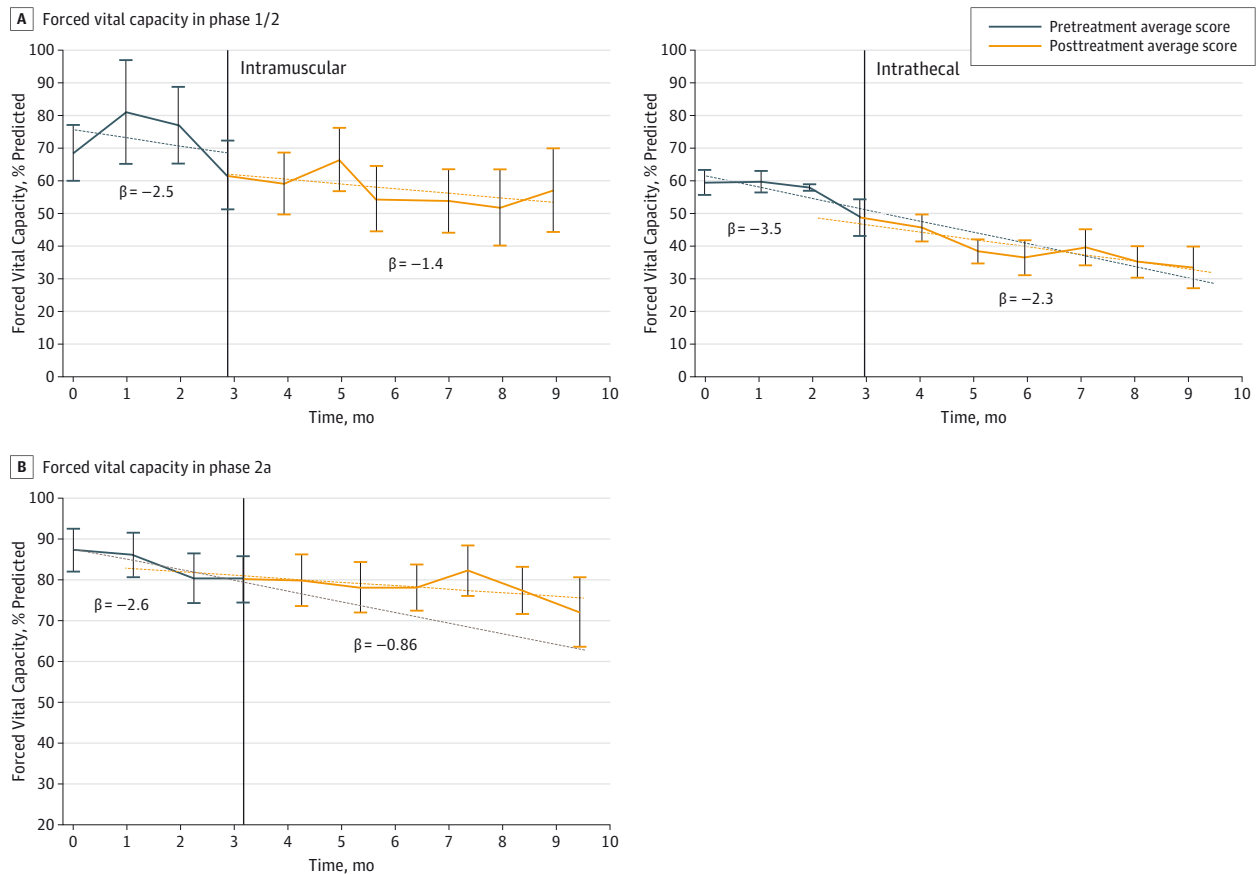 A Forced vital capacity in phase 1/2
Pretreatment average score
Posttreatment average score
Forced Vital Capacity, % Predicted
100
90
80
70
60
50
40
30
20
10
0
Intramuscular
β = −2.5
β = −1.4
0 1 2 3 4 5 6 7 8 9 10
Time, mo
Forced Vital Capacity, % Predicted
100
90
80
70
60
50
40
30
20
10
0
Intrathecal
β = −3.5
β = −2.3
0 1 2 3 4 5 6 7 8 9 10
Time, mo
B Forced vital capacity in phase 2a
Forced Vital Capacity, % Predicted
100
90
80
70
60
50
40
30
20
β = −2.6
β = −0.86
0 1 2 3 4 5 6 7 8 9 10
Time, mo